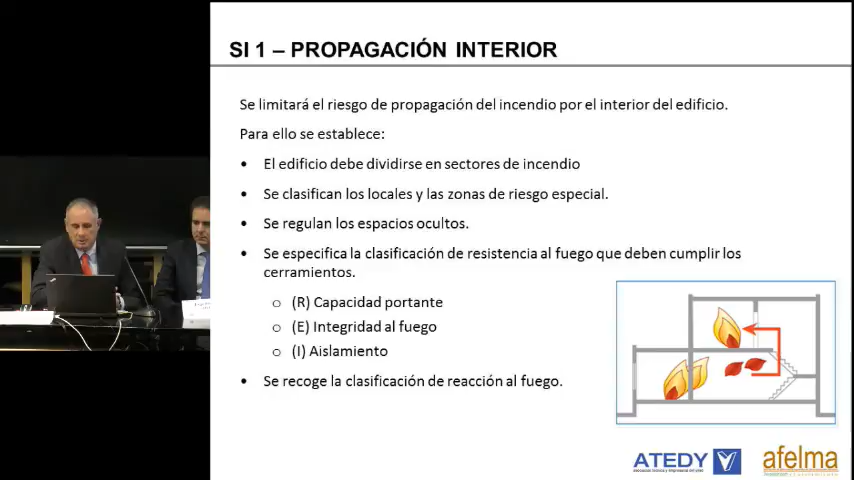 SI 1 – PROPAGACIÓN INTERIOR
Se limitará el riesgo de propagación del incendio por el interior del edificio.
Para ello se establece:
• El edificio debe dividirse en sectores de incendio
• Se clasifican los locales y las zonas de riesgo especial.
• Se regulan los espacios ocultos.
• Se especifica la clasificación de resistencia al fuego que deben cumplir los
cerramientos.
○ (R) Capacidad portante
○ (E) Integridad al fuego
○ (I) Aislamiento
• Se recoge la clasificación de reacción al fuego.
ATEDY
afelma